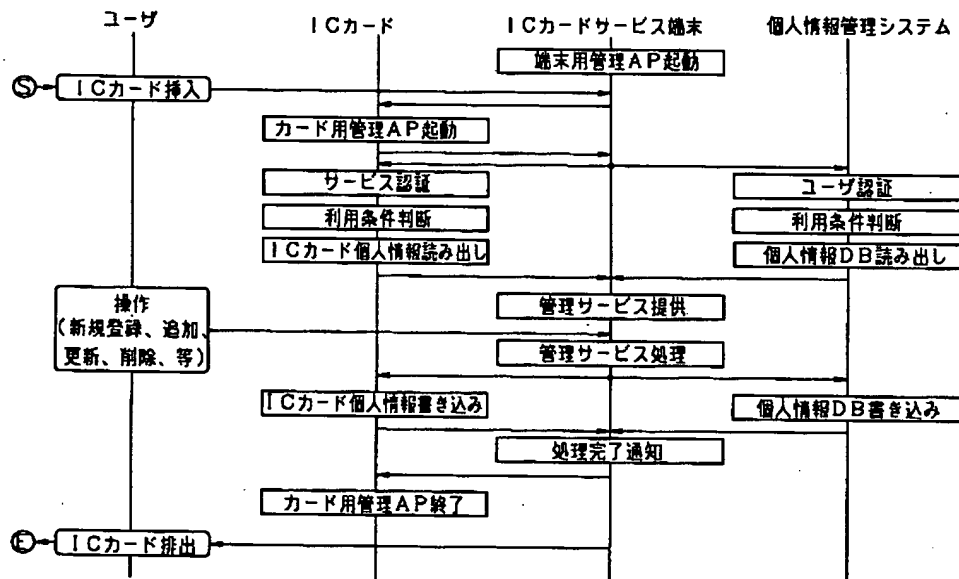 ユーザ
ICカード
ICカードサービス端末
個人情報管理システム
端末用管理AP起動
S
ICカード挿入
カード用管理AP起動
サービス認証
ユーザ認証
利用条件判断
利用条件判断
ICカード個人情報読み出し
個人情報DB読み出し
操作
(新規登録、追加、
更新、削除、等)
管理サービス提供
管理サービス処理
ICカード個人情報書き込み
個人情報DB書き込み
処理完了通知
カード用管理AP終了
E
ICカード排出